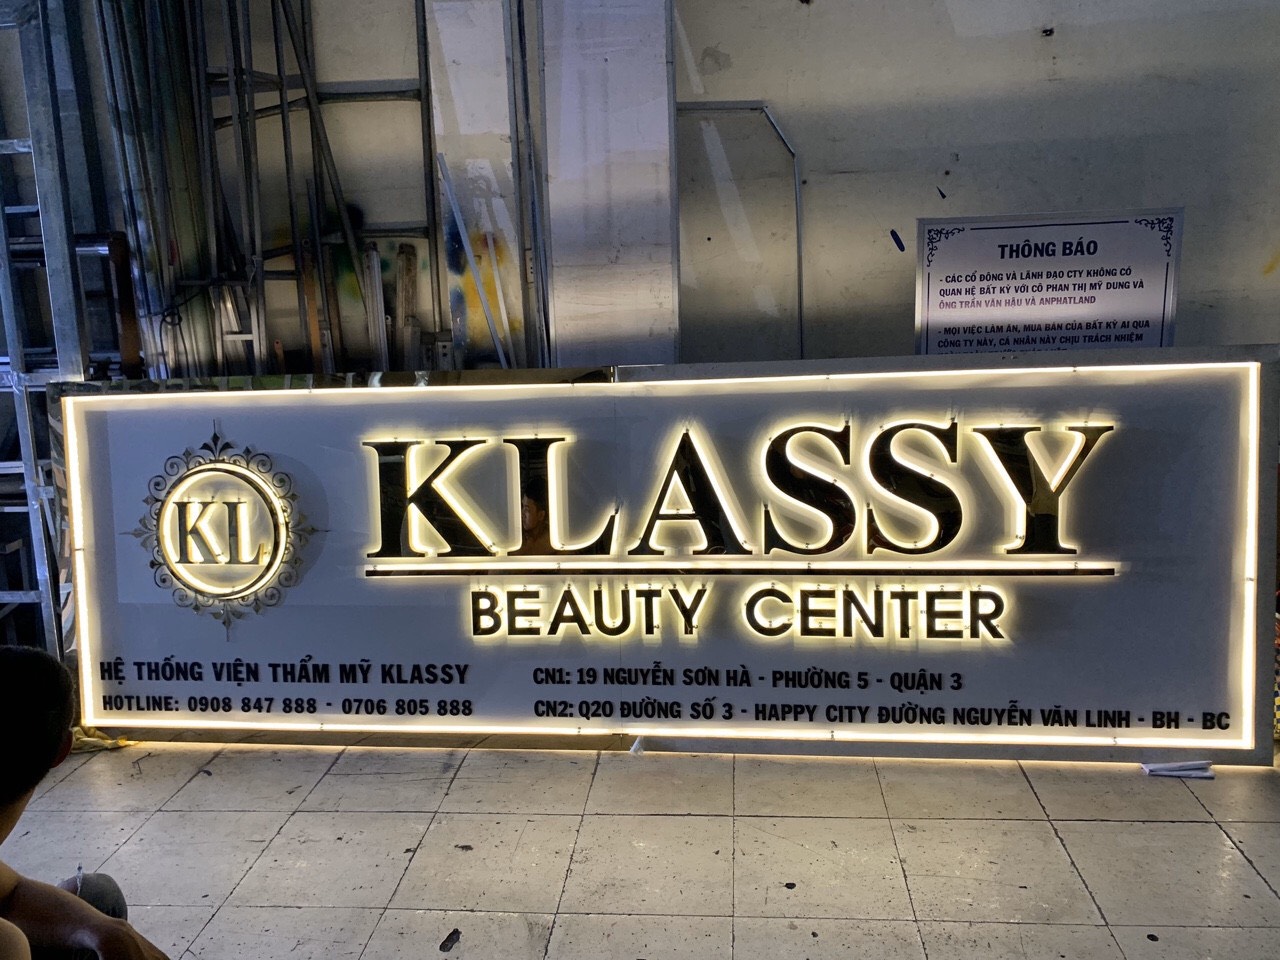 THÔNG BÁO
- CÁC CỔ ĐÔNG VÀ LÃNH ĐẠO CTY KHÔNG CÓ
QUAN HỆ BẤT KỲ VỚI CÔ PHAN THỊ MỸ DUNG VÀ
ÔNG TRẦN VĂN HẬU VÀ ANPHATLAND
- MỌI VIỆC LÀM ĂN, MUA BÁN CỦA BẤT KỲ AI QUA
CÔNG TY NÀY, CÁ NHÂN NÀY CHỊU TRÁCH NHIỆM
KL
KLASSY
BEAUTY CENTER
HỆ THỐNG VIỆN THẨM MỸ KLASSY
HOTLINE: 0908 847 888 - 0706 805 888
CN1: 19 NGUYỄN SƠN HÀ - PHƯỜNG 5 - QUẬN 3
CN2: Q20 ĐƯỜNG SỐ 3 - HAPPY CITY ĐƯỜNG NGUYỄN VĂN LINH - BH - BC